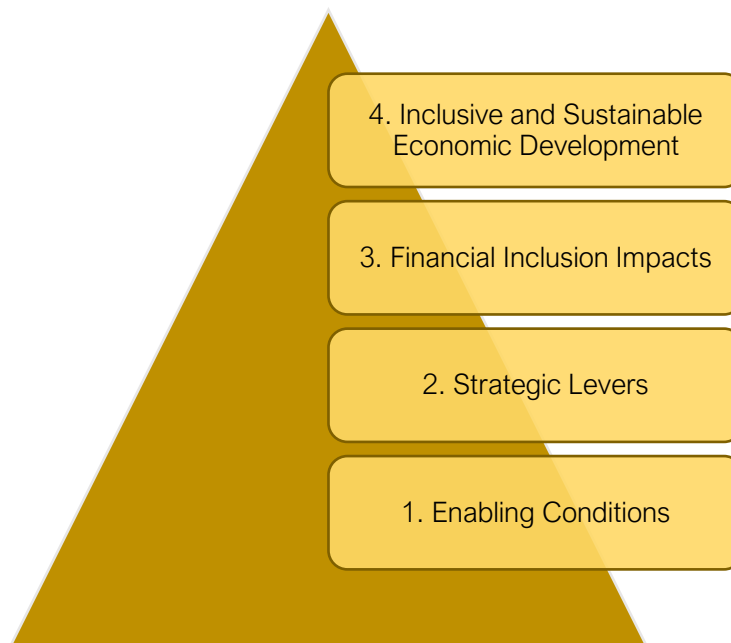 4. Inclusive and Sustainable
Economic Development
3. Financial Inclusion Impacts
2. Strategic Levers
1. Enabling Conditions